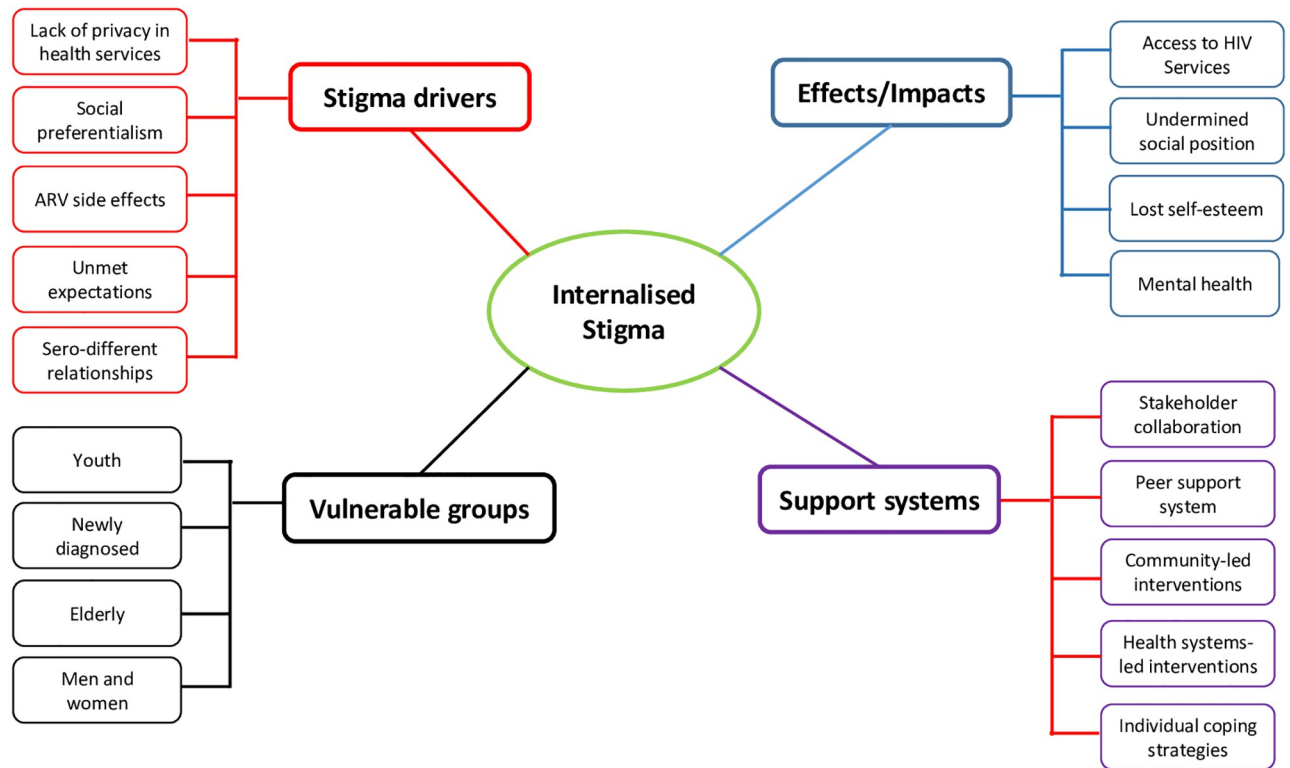 Lack of privacy in
health services
Social
preferentialism
ARV side effects
Unmet
expectations
Sero-different
relationships
Stigma drivers
Effects/Impacts
Access to HIV
Services
Undermined
social position
Lost self-esteem
Mental health
Internalised
Stigma
Youth
Newly
diagnosed
Elderly
Men and
women
Vulnerable groups
Support systems
Stakeholder
collaboration
Peer support
system
Community-led
interventions
Health systems-
led interventions
Individual coping
strategies